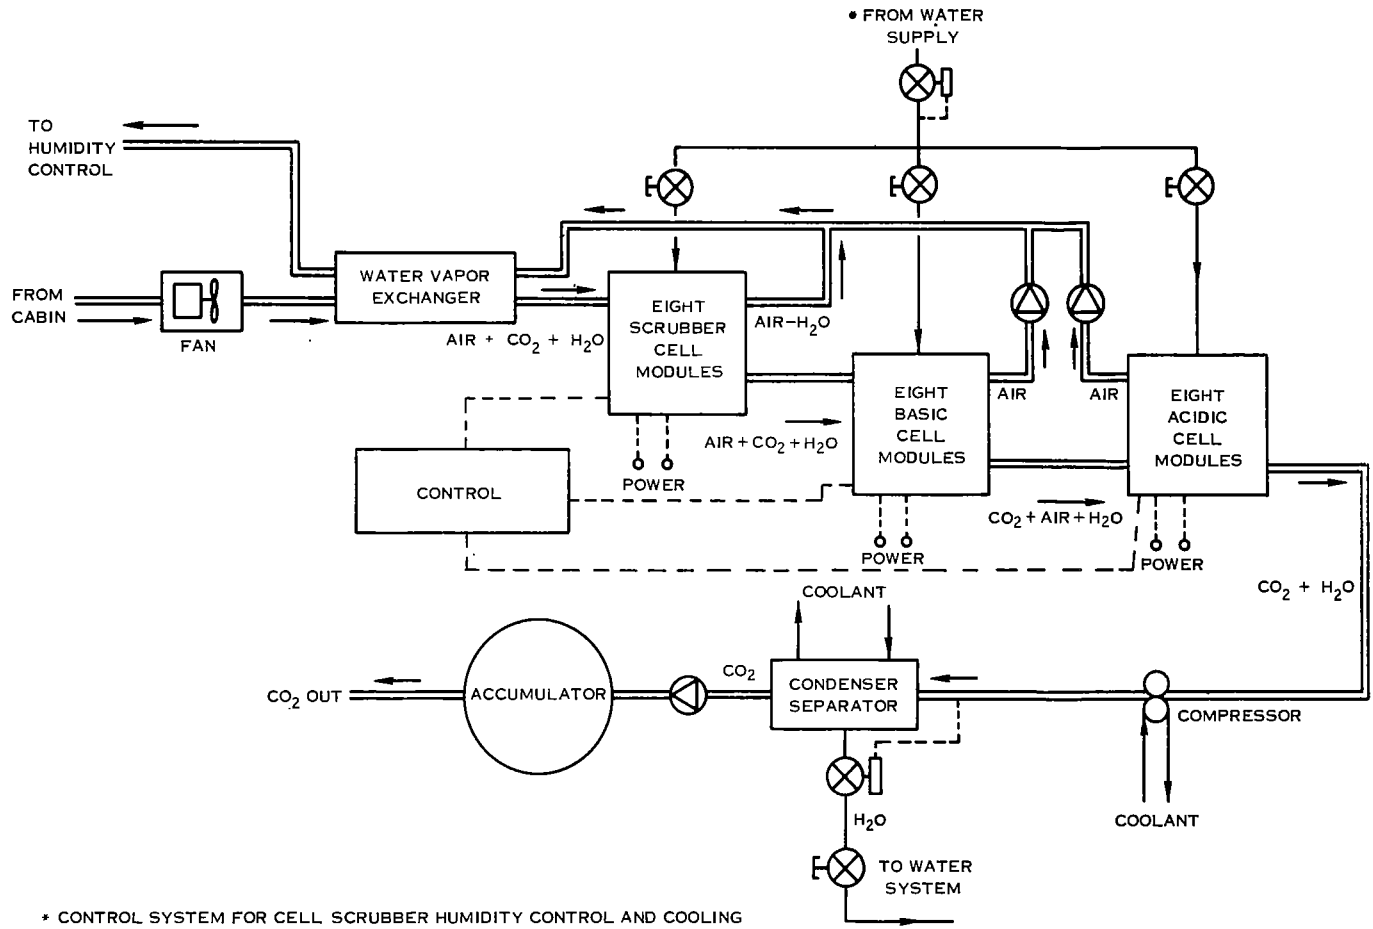 • FROM WATER
SUPPLY
TO
HUMIDITY
CONTROL
WATER VAPOR
EXCHANGER
FROM
CABIN
FAN
AIR + CO₂ + H₂O
EIGHT
SCRUBBER
CELL
MODULES
AIR-H₂O
EIGHT
BASIC
CELL
MODULES
AIR
AIR
EIGHT
ACIDIC
CELL
MODULES
AIR + CO₂ + H₂O
POWER
CONTROL
CO₂ + AIR + H₂O
POWER
POWER
CO₂ + H₂O
COOLANT
CO₂ OUT
ACCUMULATOR
CO₂
CONDENSER
SEPARATOR
COMPRESSOR
COOLANT
H₂O
TO WATER
SYSTEM
* CONTROL SYSTEM FOR CELL SCRUBBER HUMIDITY CONTROL AND COOLING